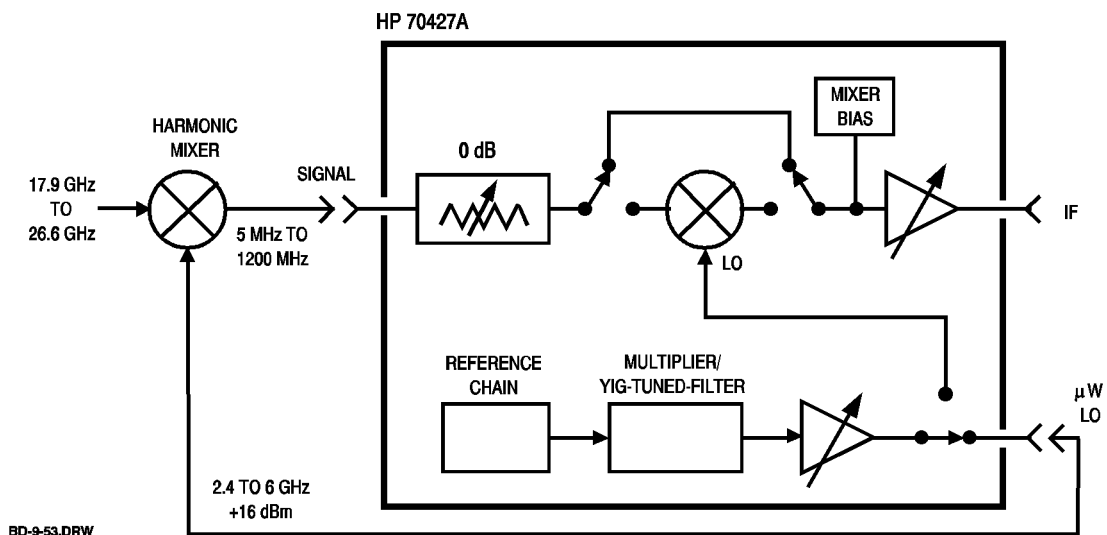 HP 70427A
HARMONIC
MIXER
17.9 GHz
TO
26.6 GHz
SIGNAL
5 MHz TO
1200 MHz
0 dB
MIXER
BIAS
LO
IF
REFERENCE
CHAIN
MULTIPLIER/
YIG-TUNED-FILTER
μW
LO
2.4 TO 6 GHz
+16 dBm
BD-9-53.DRW